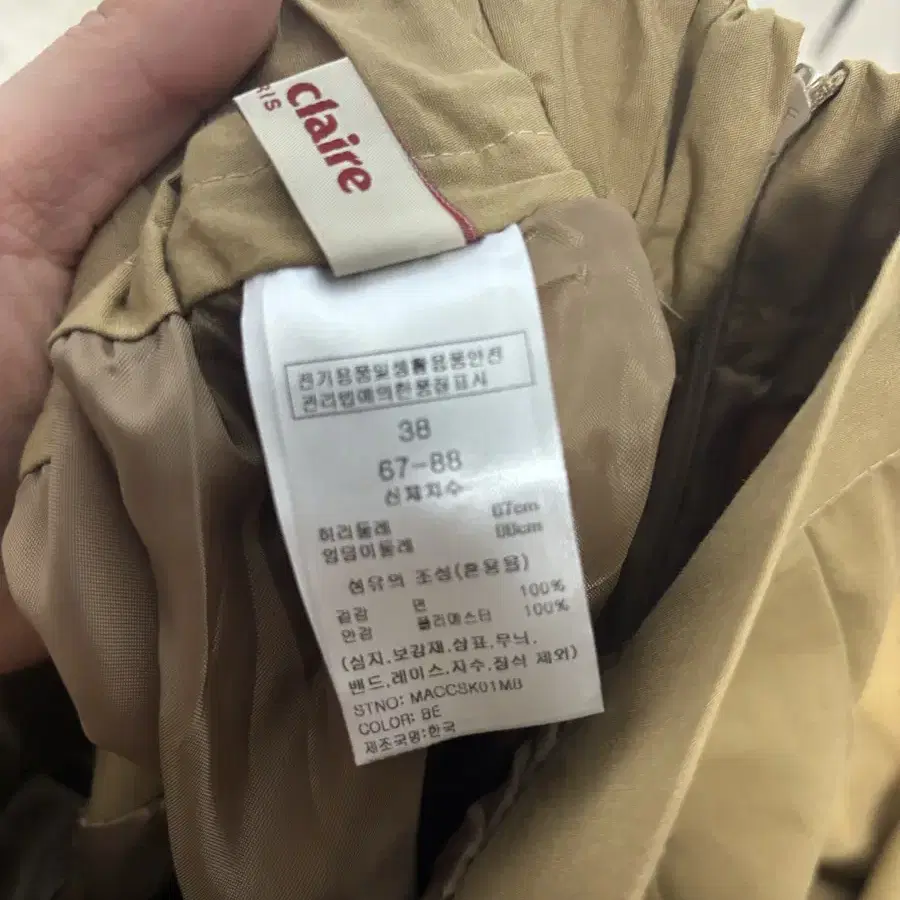 claire
RIS
전기용품및생활용품안전
관리법에의한품질표시
38
67-88
신체치수
허리둘레 67cm
엉덩이둘레 88cm
섬유의 조성(혼용율)
겉감 면 100%
안감 폴리에스터 100%
(심지,보강재,상표,무늬,
밴드,레이스,자수,장식 제외)
STNO: MACCSK01MB
COLOR: BE
제조국명:한국